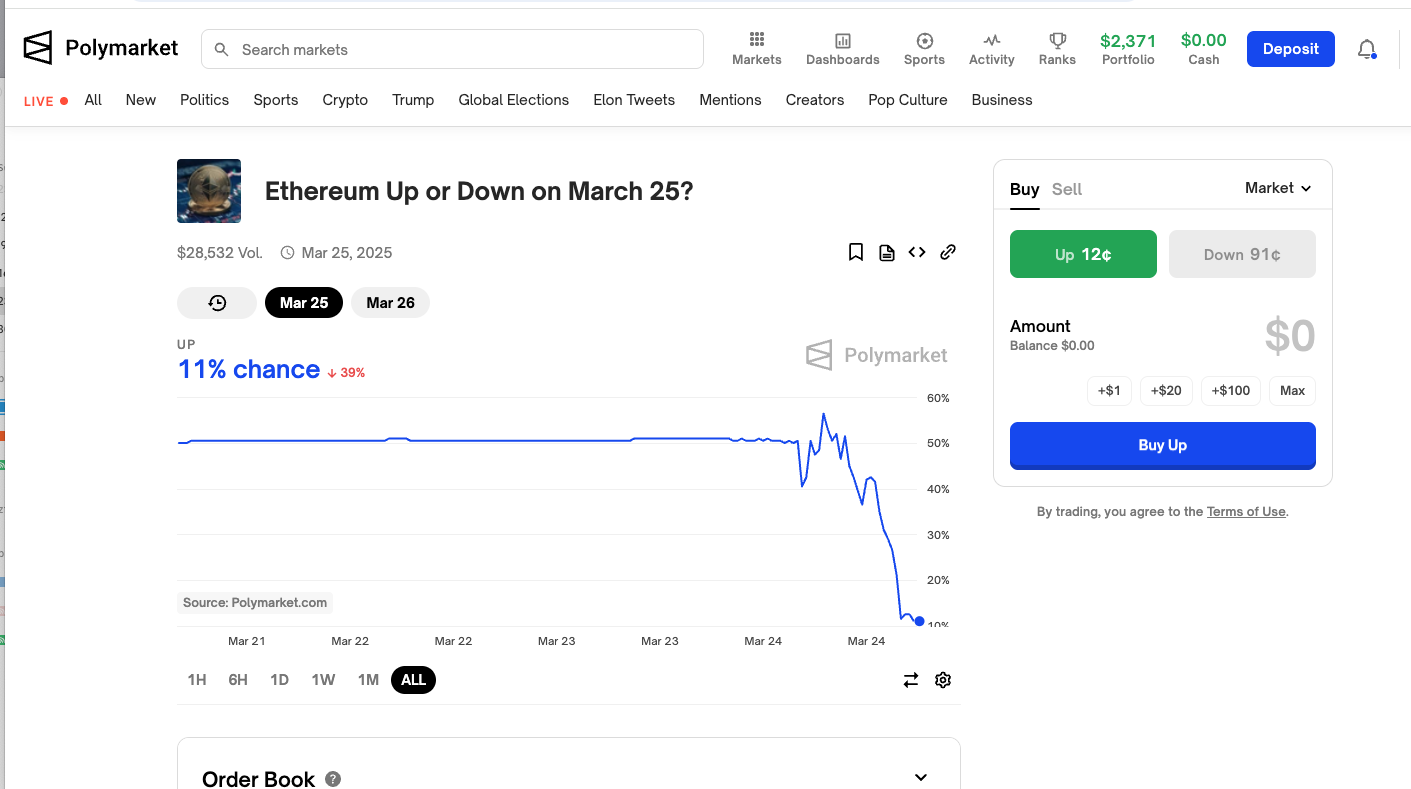 Polymarket
Search markets
Markets
Dashboards
Sports
Activity
Ranks
$2,371
Portfolio
$0.00
Cash
Deposit
LIVE
All
New
Politics
Sports
Crypto
Trump
Global Elections
Elon Tweets
Mentions
Creators
Pop Culture
Business
Ethereum Up or Down on March 25?
$28,532 Vol.
Mar 25, 2025
Mar 25
Mar 26
UP
11% chance
↓ 39%
Polymarket
60%
50%
40%
30%
20%
10%
Source: Polymarket.com
Mar 21
Mar 22
Mar 22
Mar 23
Mar 23
Mar 24
Mar 24
1H
6H
1D
1W
1M
ALL
Order Book ?
Buy
Sell
Market
Up 12¢
Down 91¢
Amount
Balance $0.00
$0
+$1
+$20
+$100
Max
Buy Up
By trading, you agree to the Terms of Use.